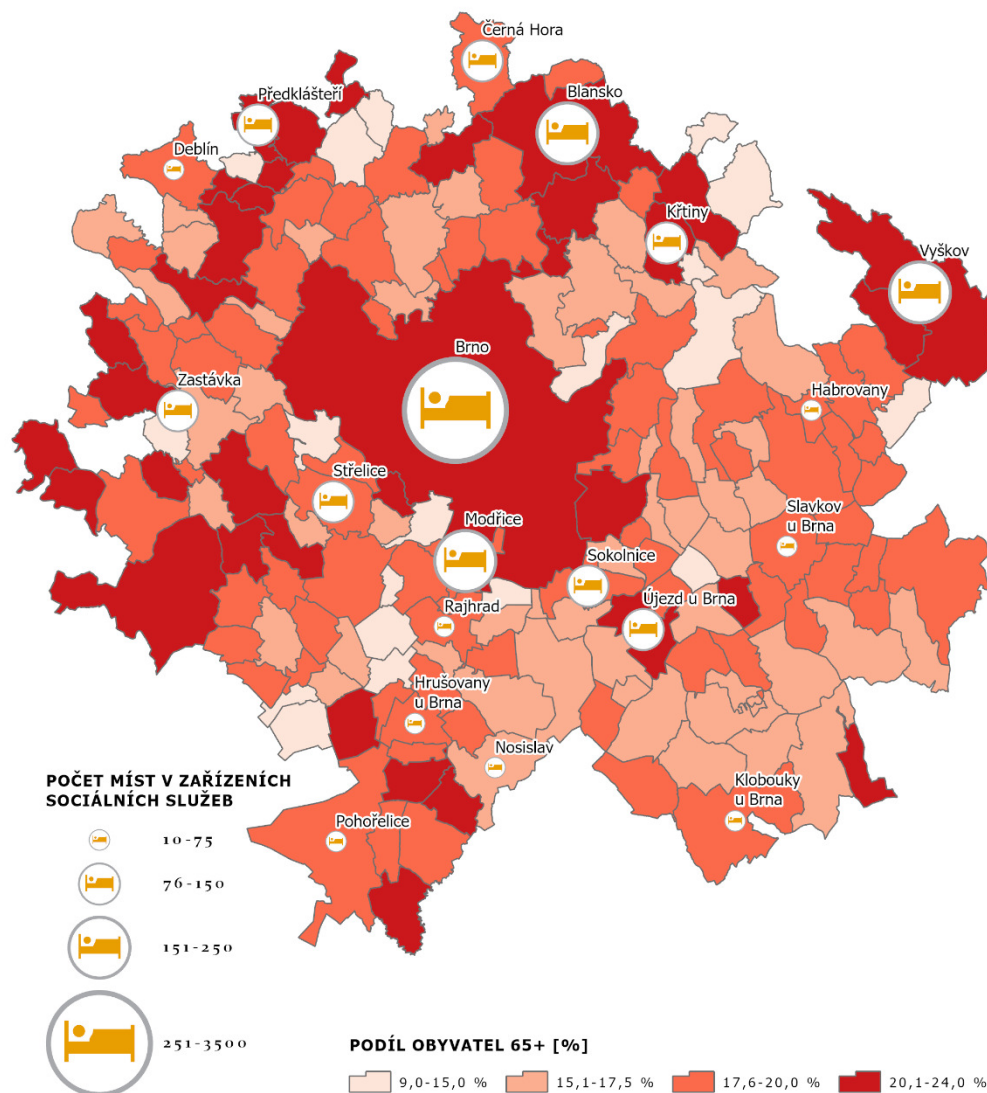 Černá Hora
Předklášteří
Blansko
Deblín
Křtiny
Vyškov
Brno
Zastávka
Habrovany
Střelice
Modřice
Slavkov
u Brna
Sokolnice
Újezd u Brna
Rajhrad
Hrušovany
u Brna
Nosislav
Klobouky
u Brna
Pohořelice
POČET MÍST V ZAŘÍZENÍCH
SOCIÁLNÍCH SLUŽEB
10-75
76-150
151-250
251-3500
PODÍL OBYVATEL 65+ [%]
9,0-15,0 %
15,1-17,5 %
17,6-20,0 %
20,1-24,0 %